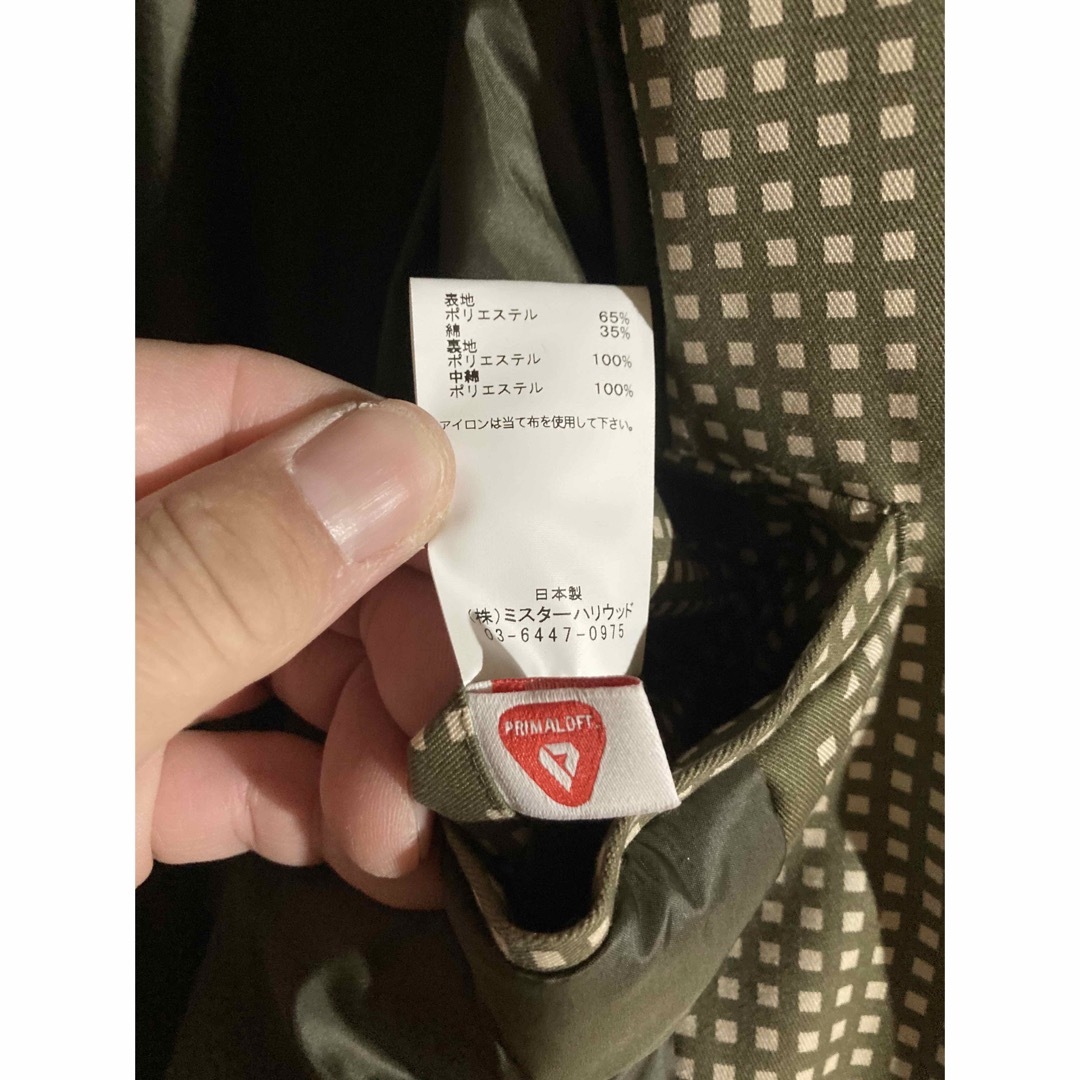 表地
ポリエステル 65%
綿 35%
裏地
ポリエステル 100%
中綿
ポリエステル 100%
アイロンは当て布を使用して下さい。
日本製
(株)ミスターハリウッド
03-6447-0975
PRIMALOFT